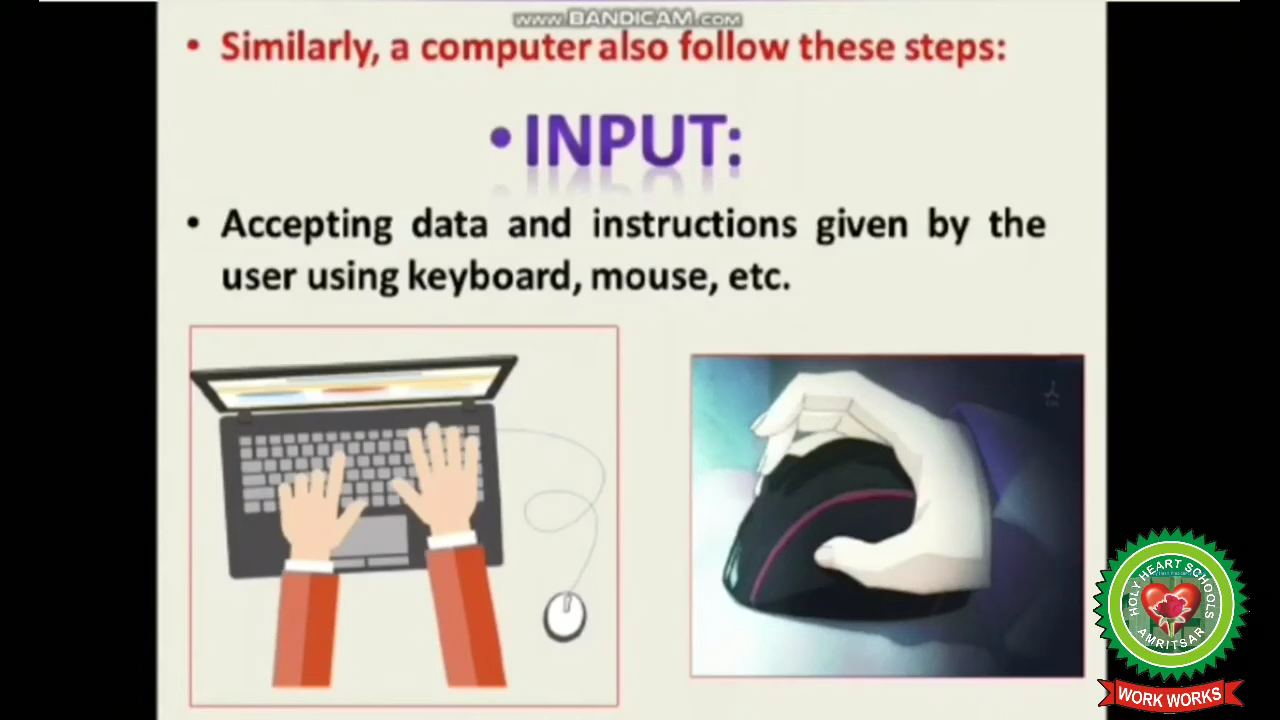 www.BANDICAM.com
• Similarly, a computer also follow these steps:
• INPUT:
• Accepting data and instructions given by the
user using keyboard, mouse, etc.
HOLY HEART SCHOOLS
AMRITSAR
WORK WORKS